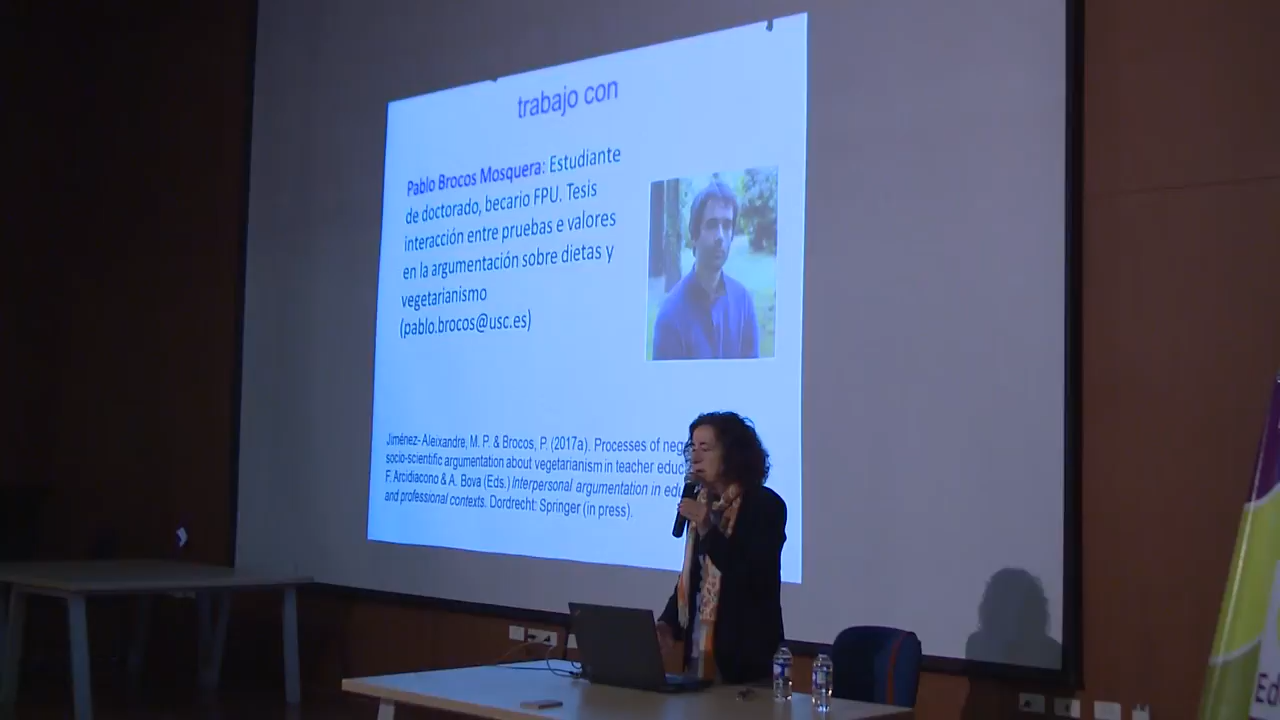 trabajo con
Pablo Brocos Mosquera: Estudiante
de doctorado, becario FPU. Tesis
interacción entre pruebas e valores
en la argumentación sobre dietas y
vegetarianismo
(pablo.brocos@usc.es)
Jiménez- Aleixandre, M. P. & Brocos, P. (2017a). Processes of
socio-scientific argumentation about vegetarianism in teacher
F. Arcidiacono & A. Bova (Eds.) Interpersonal argumentation in
and professional contexts. Dordrecht: Springer (in press).